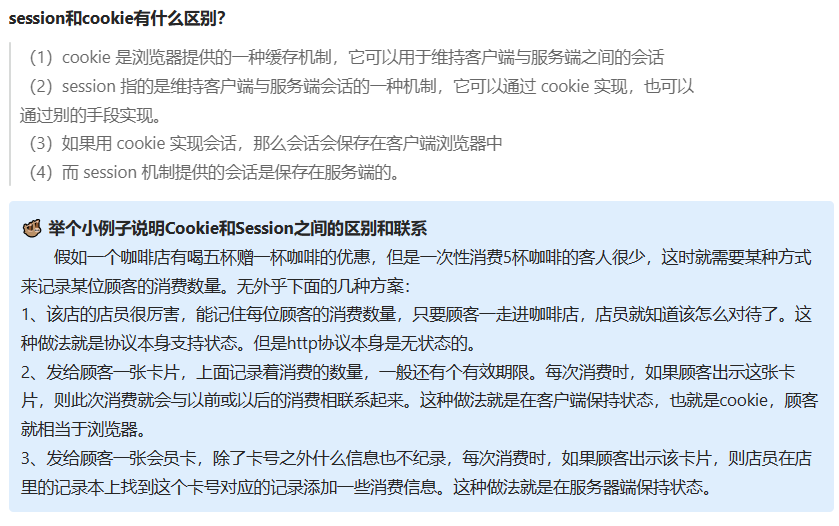 session和cookie有什么区别？
（1）cookie 是浏览器提供的一种缓存机制，它可以用于维持客户端与服务端之间的会话
（2）session 指的是维持客户端与服务端会话的一种机制，它可以通过 cookie 实现，也可以
通过别的手段实现。
（3）如果用 cookie 实现会话，那么会话会保存在客户端浏览器中
（4）而 session 机制提供的会话是保存在服务端的。
举个小例子说明Cookie和Session之间的区别和联系
假如一个咖啡店有喝五杯赠一杯咖啡的优惠，但是一次性消费5杯咖啡的客人很少，这时就需要某种方式
来记录某位顾客的消费数量。无外乎下面的几种方案：
1、该店的店员很厉害，能记住每位顾客的消费数量，只要顾客一走进咖啡店，店员就知道该怎么对待了。这
种做法就是协议本身支持状态。但是http协议本身是无状态的。
2、发给顾客一张卡片，上面记录着消费的数量，一般还有个有效期限。每次消费时，如果顾客出示这张卡
片，则此次消费就会与以前或以后的消费相联系起来。这种做法就是在客户端保持状态，也就是cookie，顾客
就相当于浏览器。
3、发给顾客一张会员卡，除了卡号之外什么信息也不纪录，每次消费时，如果顾客出示该卡片，则店员在店
里的记录本上找到这个卡号对应的记录添加一些消费信息。这种做法就是在服务器端保持状态。